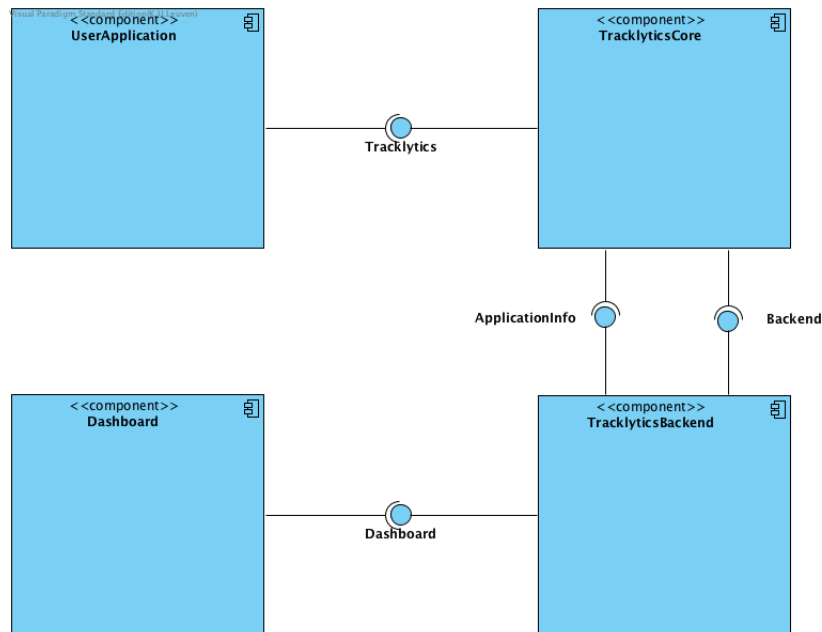 Visual Paradigm Standard Edition(KU Leuven)
<<component>>
UserApplication
<<component>>
TracklyticsCore
Tracklytics
ApplicationInfo
Backend
<<component>>
Dashboard
<<component>>
TracklyticsBackend
Dashboard